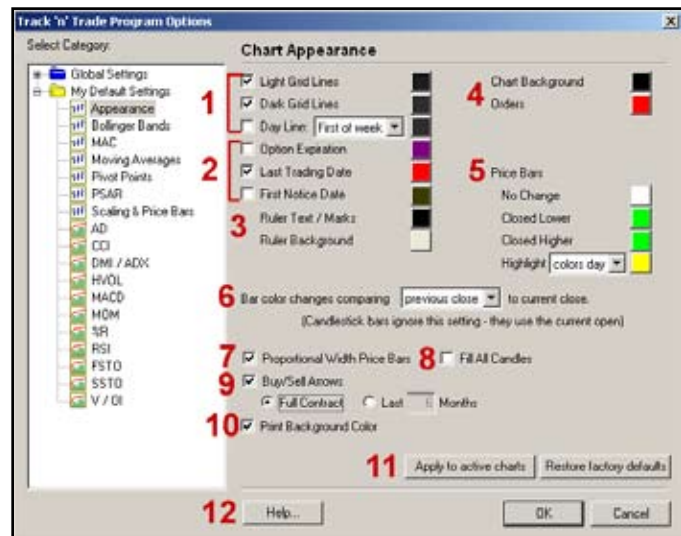 Track 'n' Trade Program Options
Select Category:
Global Settings
My Default Settings
Appearance
Bollinger Bands
MAC
Moving Averages
Pivot Points
PSAR
Scaling & Price Bars
AD
CCI
DMI / ADX
HVOL
MACD
MOM
%R
RSI
FSTO
SSTO
V / OI
Chart Appearance
1
Light Grid Lines
Dark Grid Lines
Day Line: First of week
2
Option Expiration
Last Trading Date
First Notice Date
3
Ruler Text / Marks
Ruler Background
4
Chart Background
Orders
5 Price Bars
No Change
Closed Lower
Closed Higher
Highlight colors day
6 Bar color changes comparing previous close to current close.
(Candlestick bars ignore this setting - they use the current open)
7 Proportional Width Price Bars
8 Fill All Candles
9 Buy/Sell Arrows
Full Contract Last 6 Months
10 Print Background Color
11 Apply to active charts Restore factory defaults
12 Help... OK Cancel